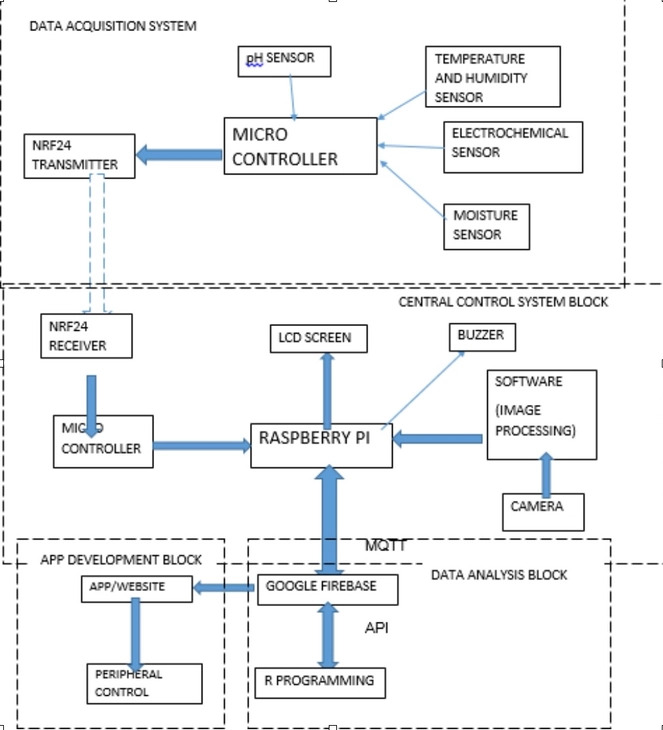 DATA ACQUISITION SYSTEM
pH SENSOR
TEMPERATURE
AND HUMIDITY
SENSOR
MICRO
CONTROLLER
ELECTROCHEMICAL
SENSOR
NRF24
TRANSMITTER
MOISTURE
SENSOR
CENTRAL CONTROL SYSTEM BLOCK
NRF24
RECEIVER
LCD SCREEN
BUZZER
SOFTWARE
(IMAGE
PROCESSING)
MICRO
CONTROLLER
RASPBERRY PI
CAMERA
MQTT
APP DEVELOPMENT BLOCK
DATA ANALYSIS BLOCK
APP/WEBSITE
GOOGLE FIREBASE
API
PERIPHERAL
CONTROL
R PROGRAMMING